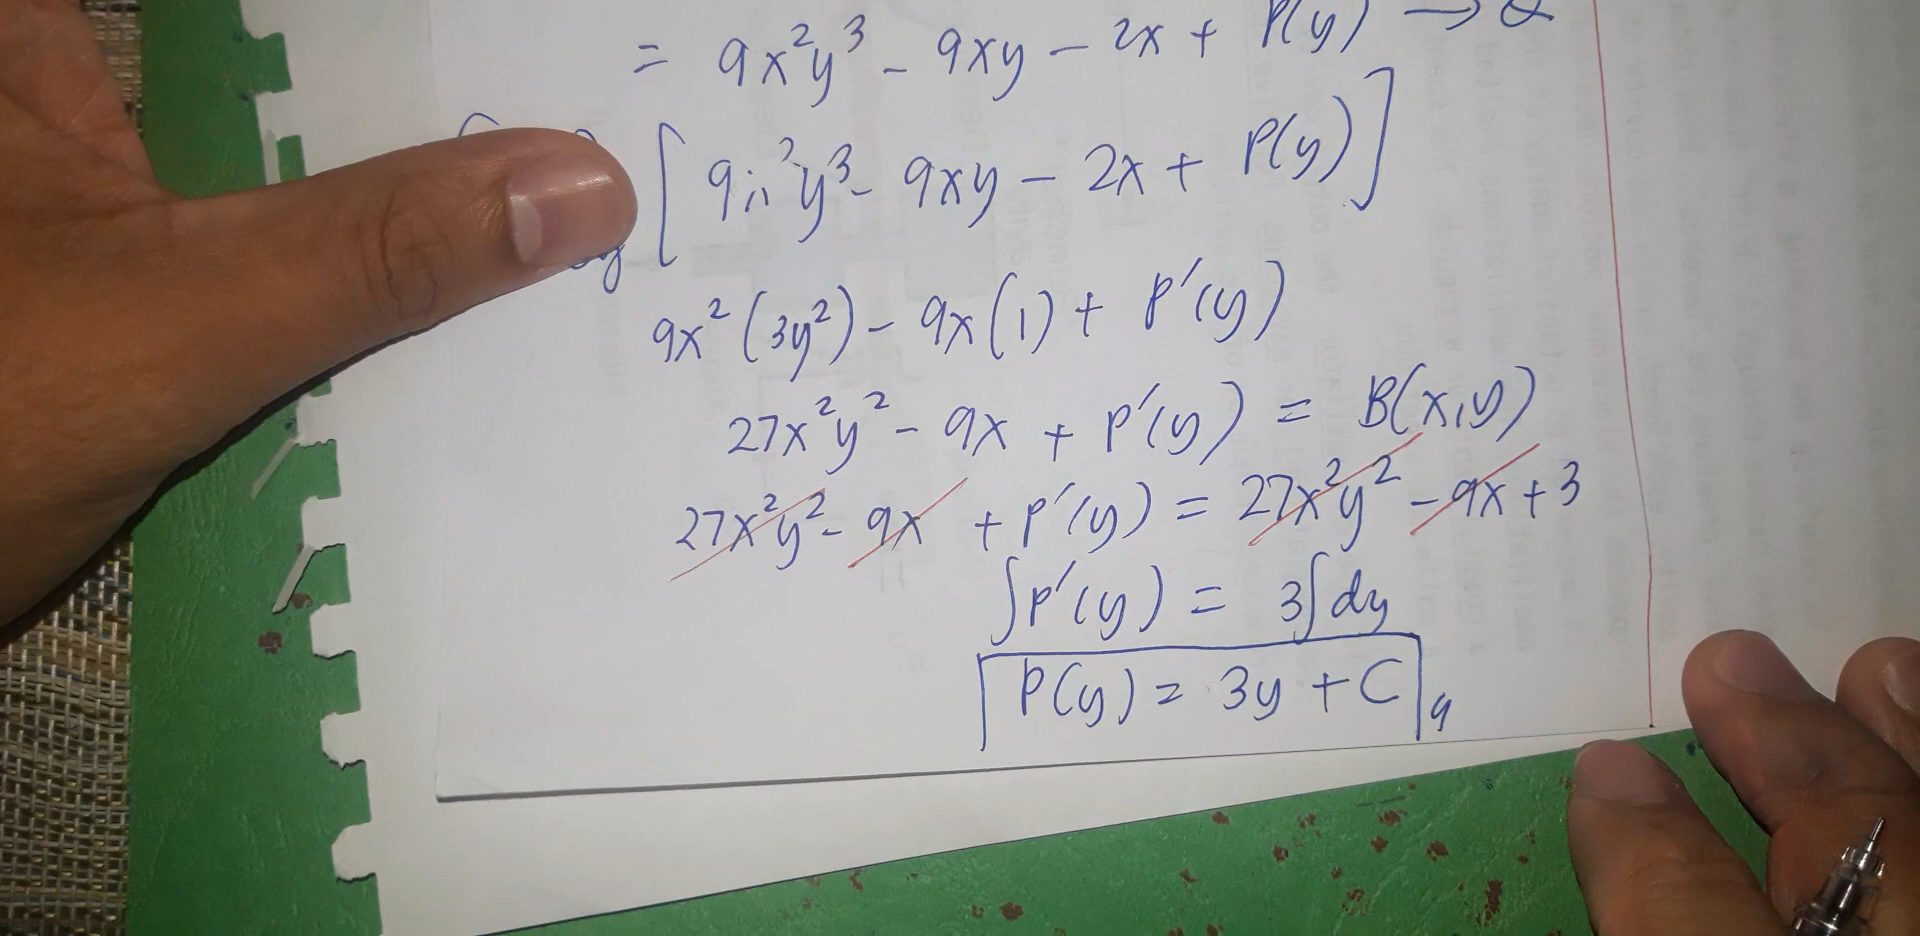 = 9x²y³ - 9xy - 2x + P(y) →
[9x²y³ - 9xy - 2x + P(y)]
9x²(3y²) - 9x(1) + P'(y)
27x²y² - 9x + P'(y) = B(x,y)
27x²y² - 9x + P'(y) = 27x²y² - 9x + 3
∫P'(y) = 3∫dy
P(y) = 3y + C